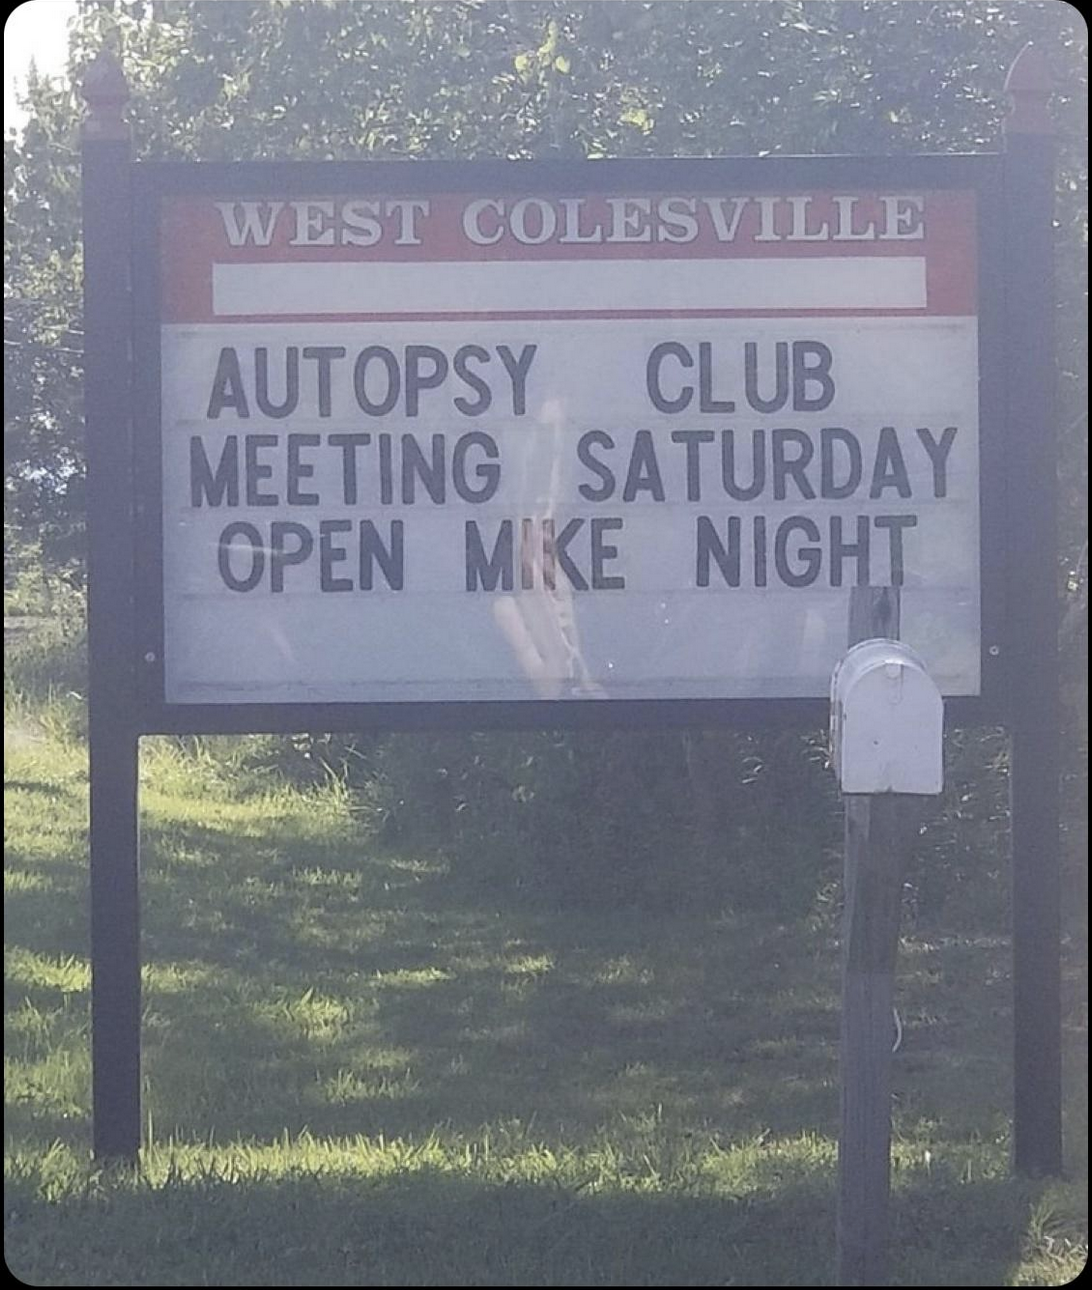 WEST COLESVILLE
AUTOPSY CLUB
MEETING SATURDAY
OPEN MIKE NIGHT